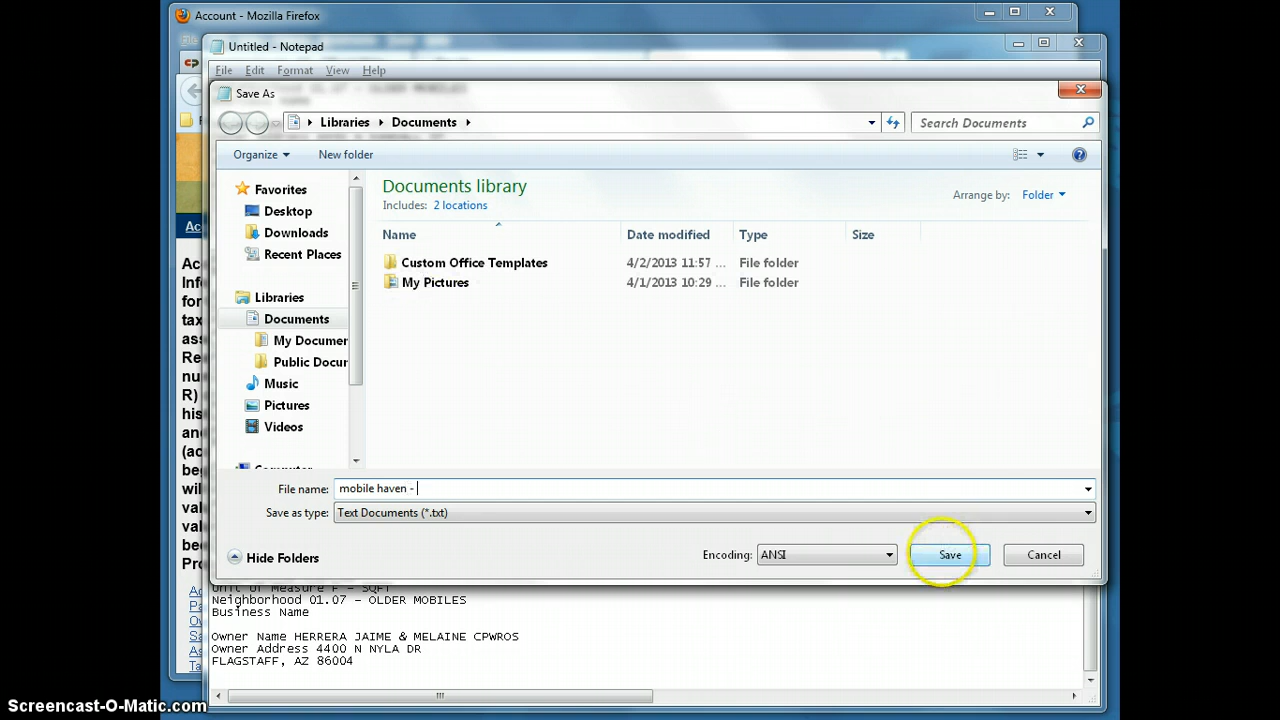 Account - Mozilla Firefox
Untitled - Notepad
File Edit Format View Help
Save As
Libraries Documents
Search Documents
Organize New folder
Favorites
Desktop
Downloads
Recent Places
Libraries
Documents
My Documer
Public Docur
Music
Pictures
Videos
Documents library
Includes: 2 locations
Arrange by: Folder
Name Date modified Type Size
Custom Office Templates 4/2/2013 11:57 ... File folder
My Pictures 4/1/2013 10:29 ... File folder
File name: mobile haven -
Save as type: Text Documents (*.txt)
Hide Folders
Encoding: ANSI Save Cancel
Unit of Measure F - SQFT
Neighborhood 01.07 - OLDER MOBILES
Business Name
Owner Name HERRERA JAIME & MELAINE CPWROS
Owner Address 4400 N NYLA DR
FLAGSTAFF, AZ 86004
Screencast-O-Matic.com